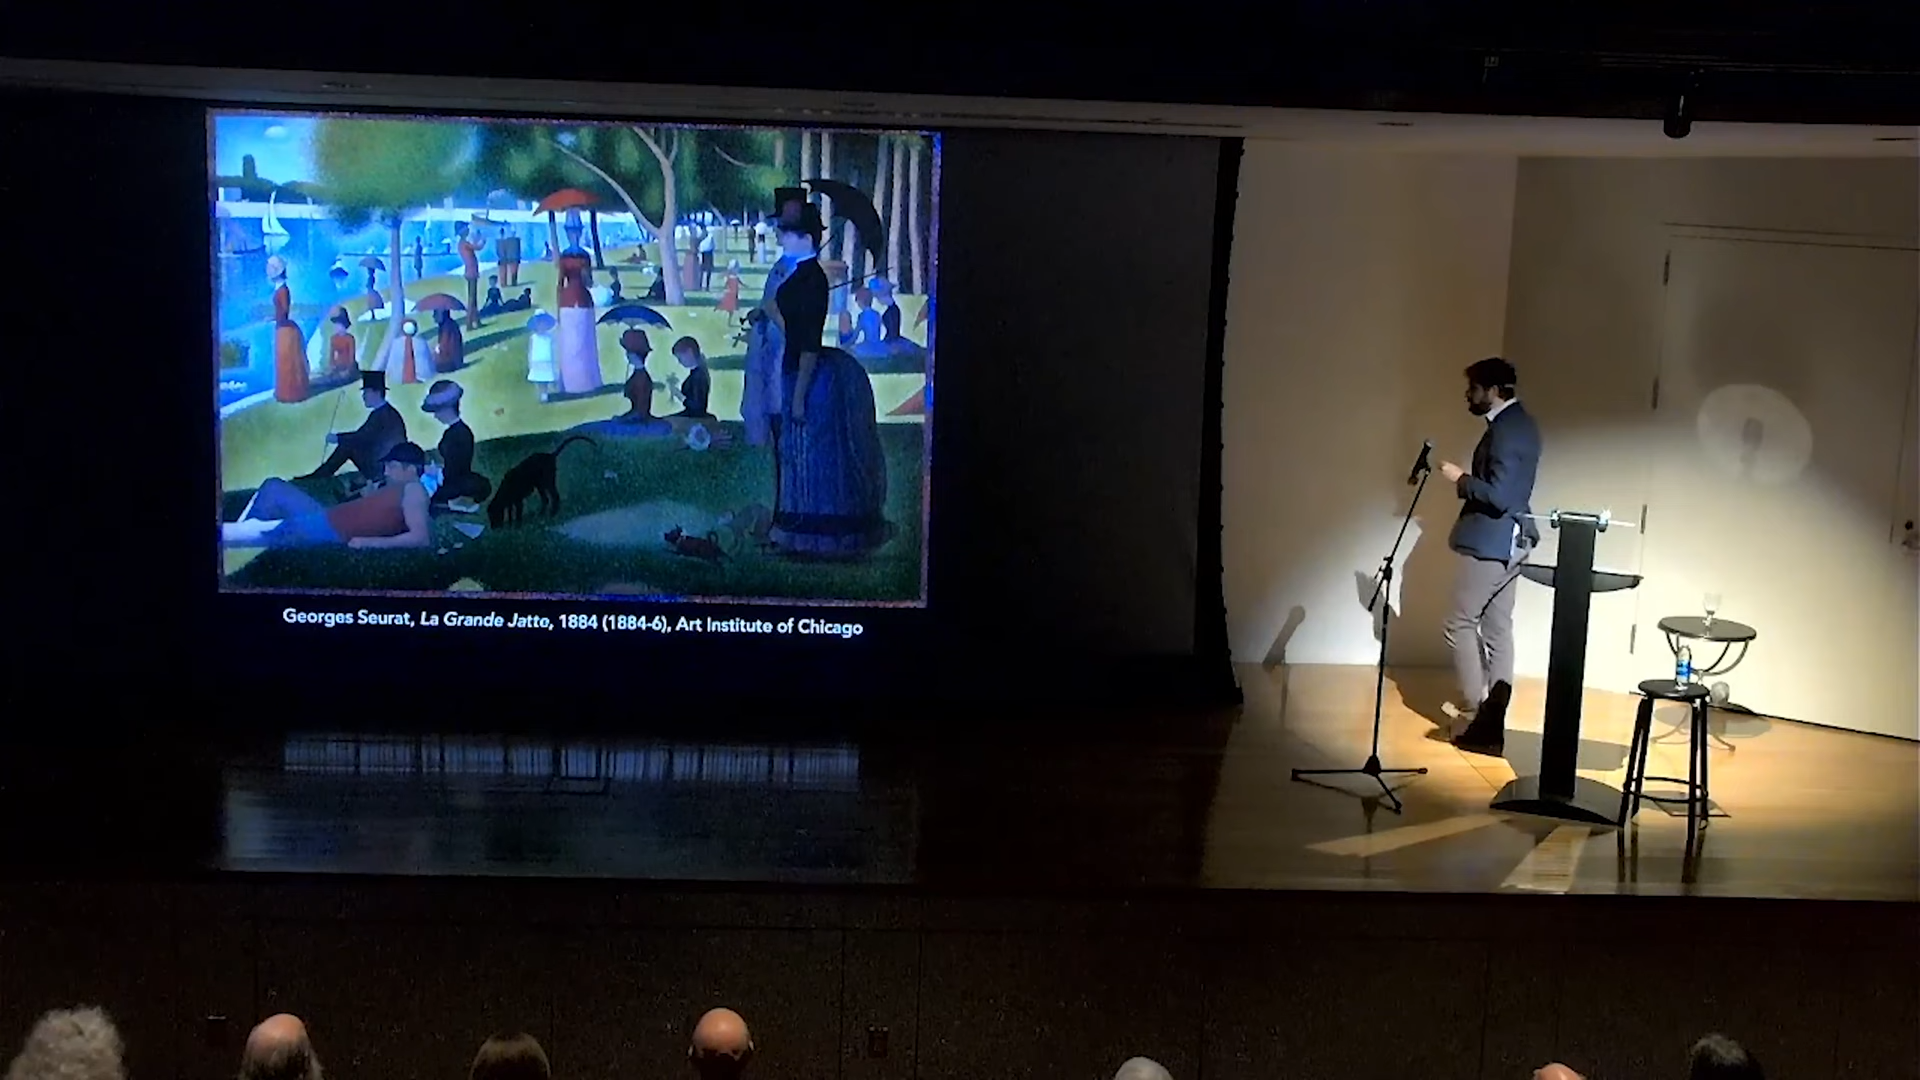 Georges Seurat, La Grande Jatte, 1884 (1884-6), Art Institute of Chicago